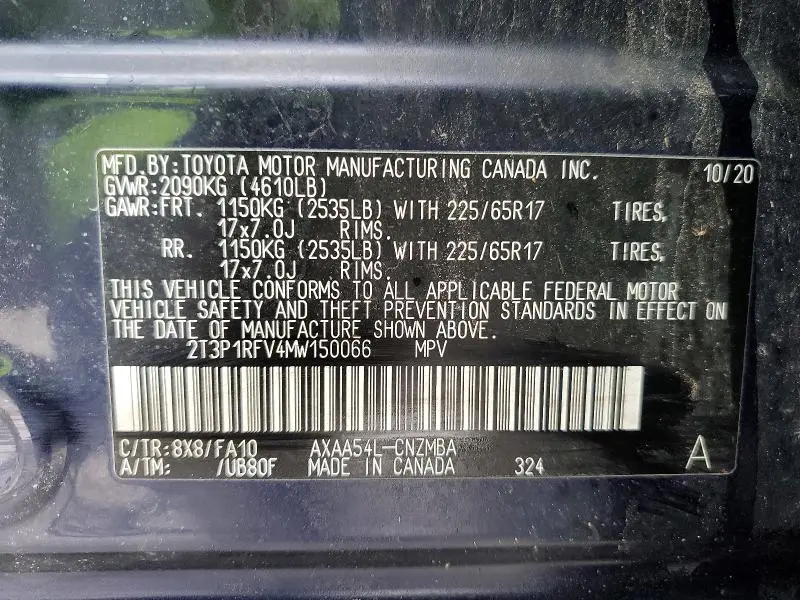 MFD.BY:TOYOTA MOTOR MANUFACTURING CANADA INC. 10/20
GVWR:2090KG (4610LB)
GAWR:FRT. 1150KG (2535LB) WITH 225/65R17 TIRES,
17x7.0J RIMS.
RR. 1150KG (2535LB) WITH 225/65R17 TIRES,
17x7.0J RIMS.
THIS VEHICLE CONFORMS TO ALL APPLICABLE FEDERAL MOTOR
VEHICLE SAFETY AND THEFT PREVENTION STANDARDS IN EFFECT ON
THE DATE OF MANUFACTURE SHOWN ABOVE.
2T3P1RFV4MW150066 MPV
C/TR:8X8/FA10 AXAA54L-CNZMBA
A/TM: /UB80F MADE IN CANADA 324 A